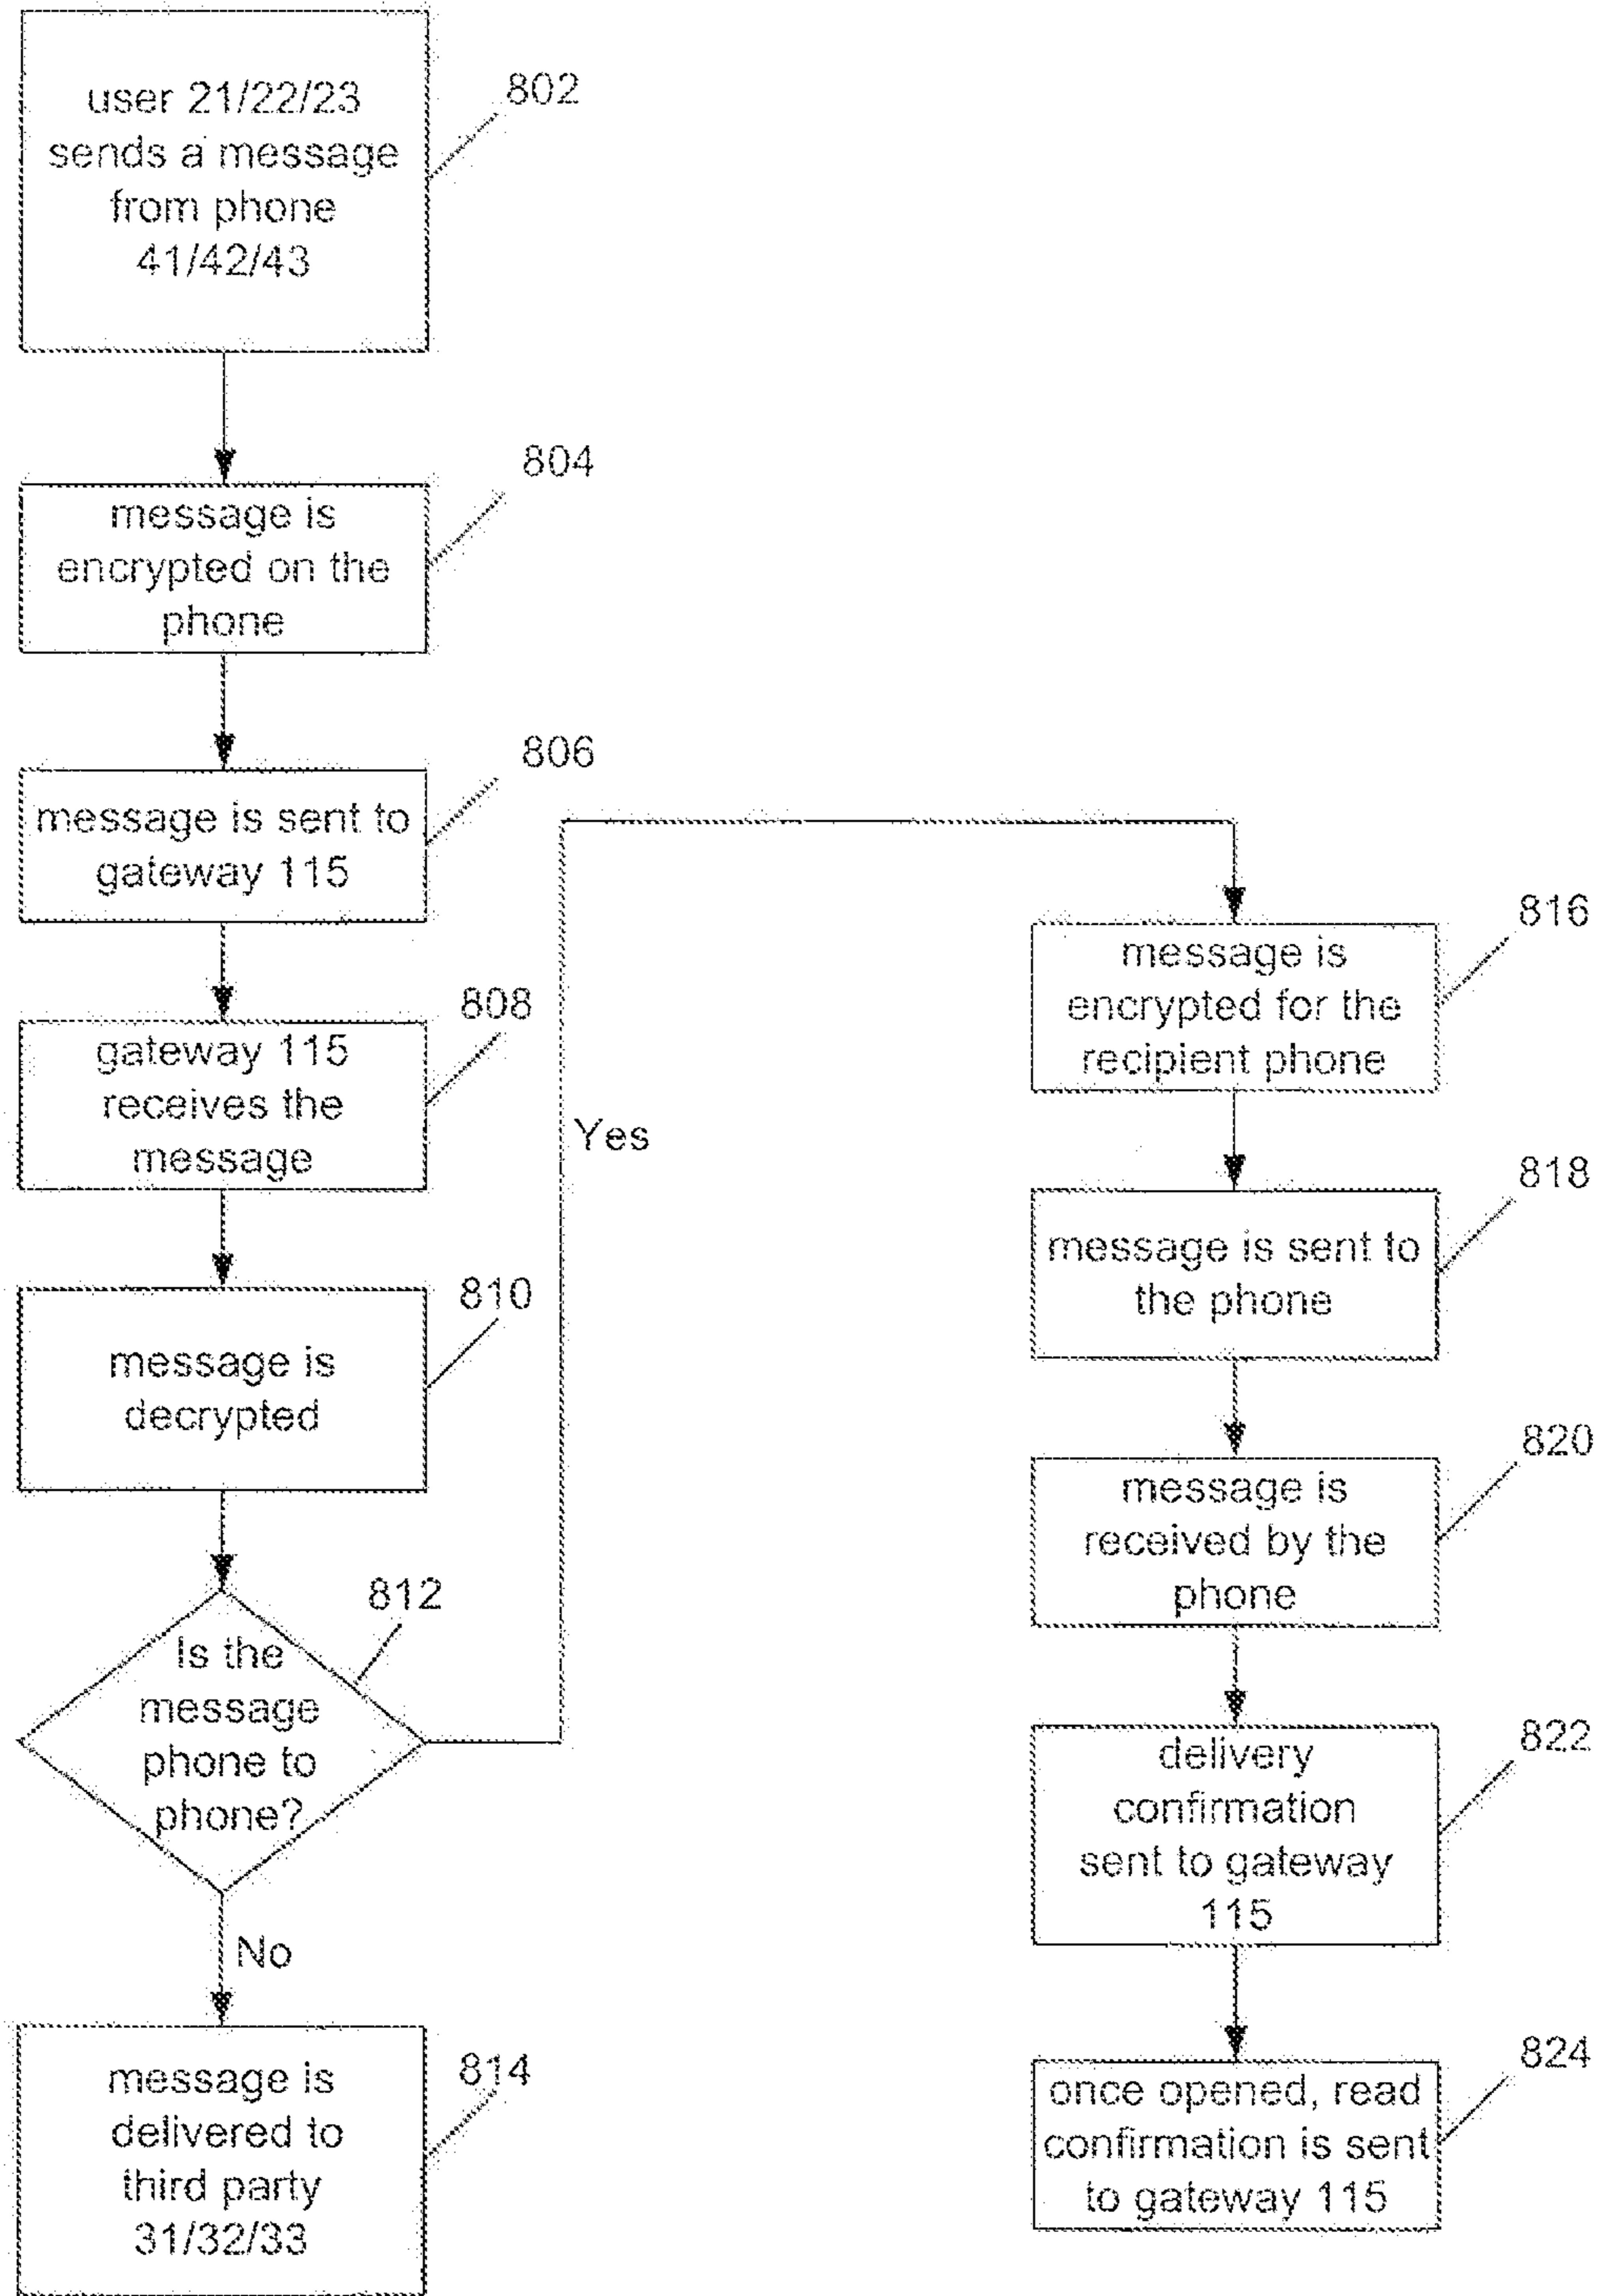 user 21/22/23
sends a message
from phone
41/42/43
802
message is
encrypted on the
phone
804
message is sent to
gateway 115
806
gateway 115
receives the
message
808
message is
decrypted
810
Is the
message
phone to
phone?
812
Yes
No
message is
delivered to
third party
31/32/33
814
message is
encrypted for the
recipient phone
816
message is sent to
the phone
818
message is
received by the
phone
820
delivery
confirmation
sent to gateway
115
822
once opened, read
confirmation is sent
to gateway 115
824